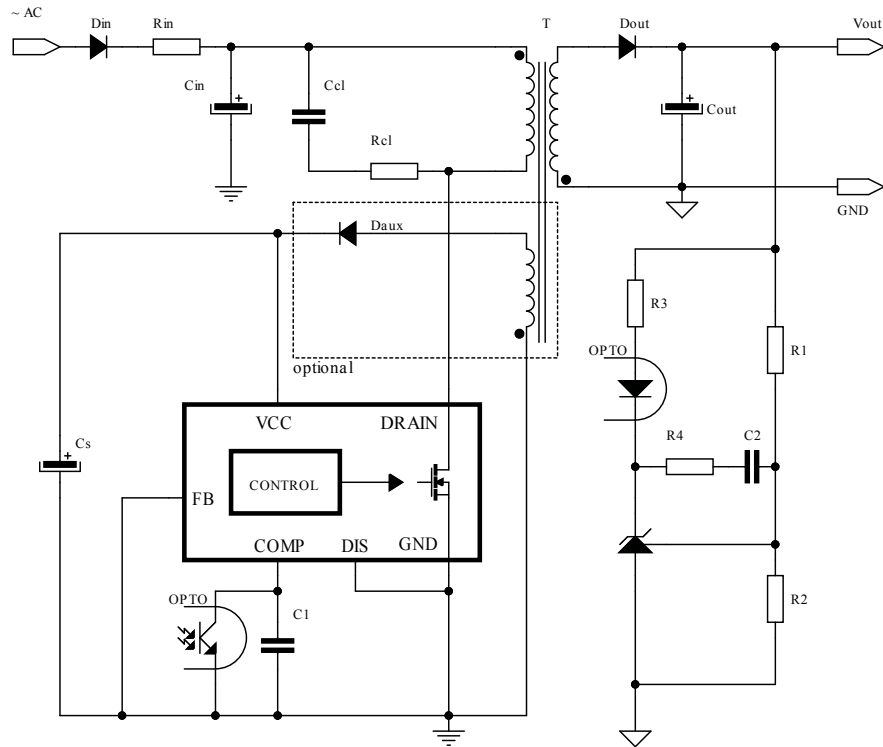 ~ AC
Din
Rin
T
Dout
Vout
Cin
Ccl
Cout
Rcl
GND
Daux
R3
OPTO
R1
optional
VCC
DRAIN
Cs
R4
C2
CONTROL
FB
COMP
DIS
GND
OPTO
C1
R2